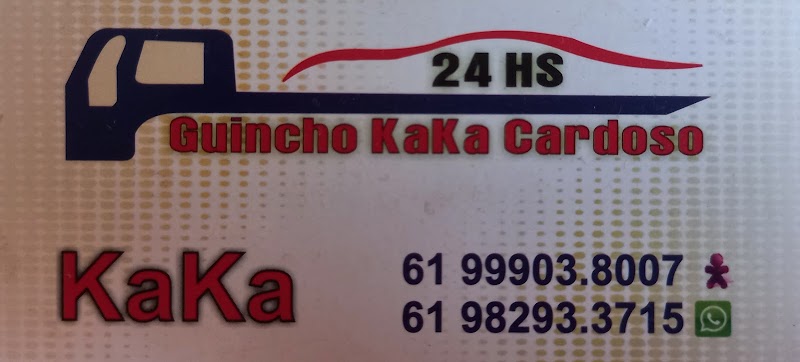 24 HS
Guincho KaKa Cardoso
KaKa
61 99903.8007
61 98293.3715